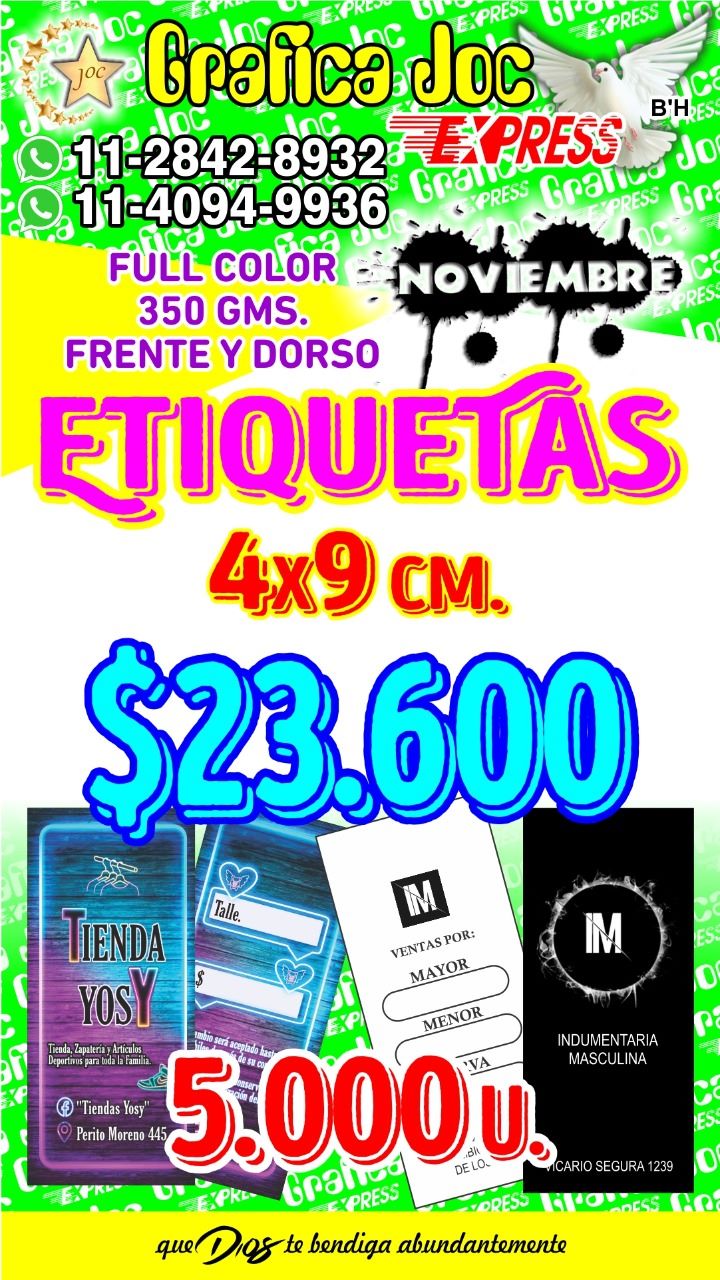 JOC
Grafica Joc
EXPRESS
B'H
11-2842-8932
11-4094-9936
FULL COLOR
350 GMS.
FRENTE Y DORSO
NOVIEMBRE
ETIQUETAS
4x9 CM.
$23.600
TIENDA
YOSY
Tienda, Zapatería y Artículos
Deportivos para toda la familia.
"Tiendas Yosy"
Perito Moreno 445
Talle.
$
IM
VENTAS POR:
MAYOR
MENOR
IM
INDUMENTARIA
MASCULINA
VICARIO SEGURA 1239
5.000 u.
que Dios te bendiga abundantemente